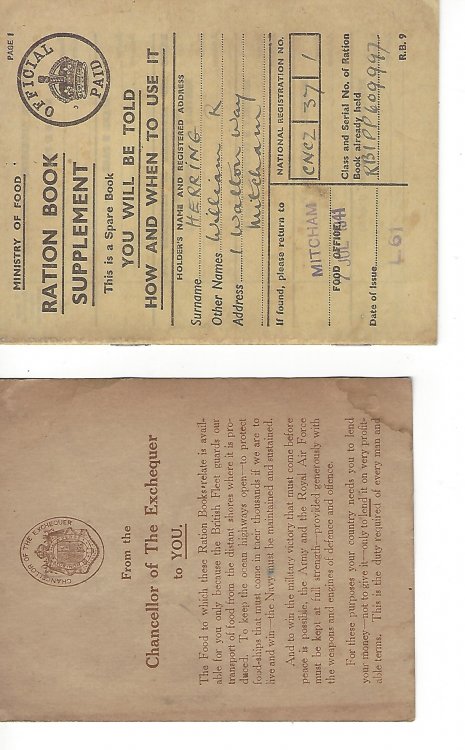 PAGE 1
MINISTRY OF FOOD
OFFICIAL PAID
RATION BOOK
SUPPLEMENT
This is a Spare Book
YOU WILL BE TOLD
HOW AND WHEN TO USE IT
HOLDER'S NAME AND REGISTERED ADDRESS
Surname HERRING
Other Names William R
Address 1 Walton Way
Mitcham
If found, please return to
MITCHAM
FOOD OFFICE
JUL 1941
Date of Issue
L61
NATIONAL REGISTRATION NO.
CNCZ 37 1
Class and Serial No. of Ration
Book already held
RB1PP609997
R.B. 9
CHANCELLOR OF THE EXCHEQUER
From the
Chancellor of The Exchequer
to YOU.
The Food to which these Ration Books relate is avail-
able for you only because the British Fleet guards our
transport of food from the distant shores where it is pro-
duced. To keep the ocean highways open—to protect
food-ships that must come in their thousands if we are to
live and win—the Navy must be maintained and sustained.
And to win the military victory that must come before
peace is possible, the Army and the Royal Air Force
must be kept at full strength—provided generously with
the weapons and engines of defence and offence.
For these purposes your country needs you to lend
your money—not to give it—only to lend it on very profit-
able terms. This is the duty required of every man and